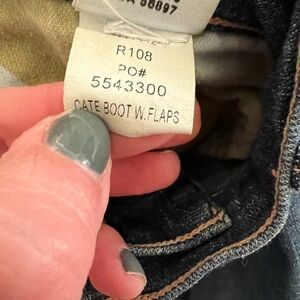 R108
PO#
5543300
CATE BOOT W. FLAPS